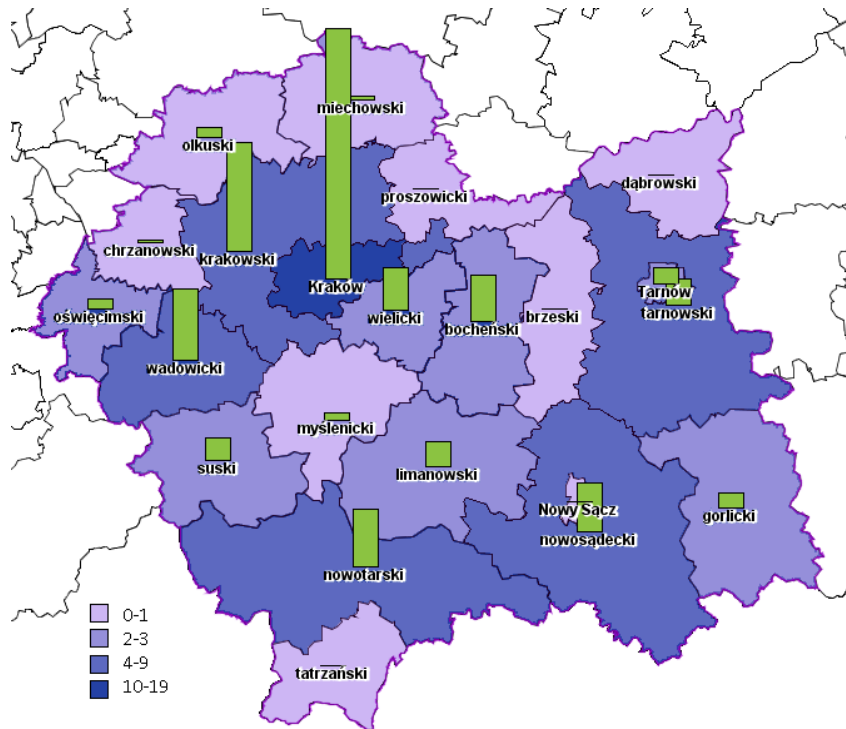 miechowski
olkuski
dąbrowski
proszowicki
chrzanowski
krakowski
Kraków
Tarnów
tarnowski
oświęcimski
wielicki
brzeski
bocheński
wadowicki
myślenicki
suski
limanowski
Nowy Sącz
gorlicki
nowosądecki
nowotarski
0-1
2-3
4-9
tatrzański
10-19